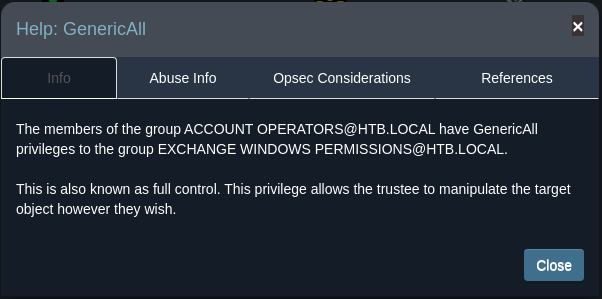 Help: GenericAll
×
Info
Abuse Info
Opsec Considerations
References
The members of the group ACCOUNT OPERATORS@HTB.LOCAL have GenericAll
privileges to the group EXCHANGE WINDOWS PERMISSIONS@HTB.LOCAL.
This is also known as full control. This privilege allows the trustee to manipulate the target
object however they wish.
Close